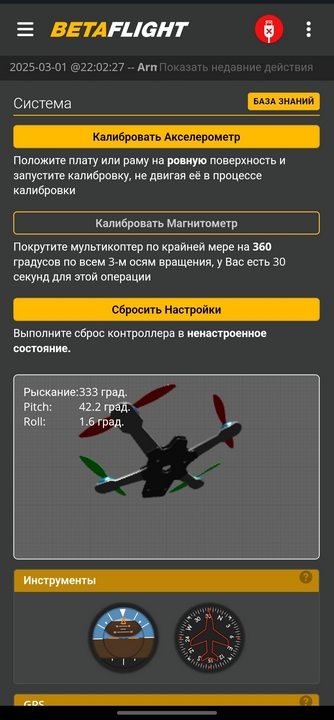 BETAFLIGHT
2025-03-01 @22:02:27 -- Arm Показать недавние действия
Система
БАЗА ЗНАНИЙ
Калибровать Акселерометр
Положите плату или раму на ровную поверхность и
запустите калибровку, не двигая её в процессе
калибровки
Калибровать Магнитометр
Покрутите мультикоптер по крайней мере на 360
градусов по всем 3-м осям вращения, у Вас есть 30
секунд для этой операции
Сбросить Настройки
Выполните сброс контроллера в ненастроенное
состояние.
Рыскание:333 град.
Pitch: 42.2 град.
Roll: 1.6 град.
Инструменты
?
GPS
?